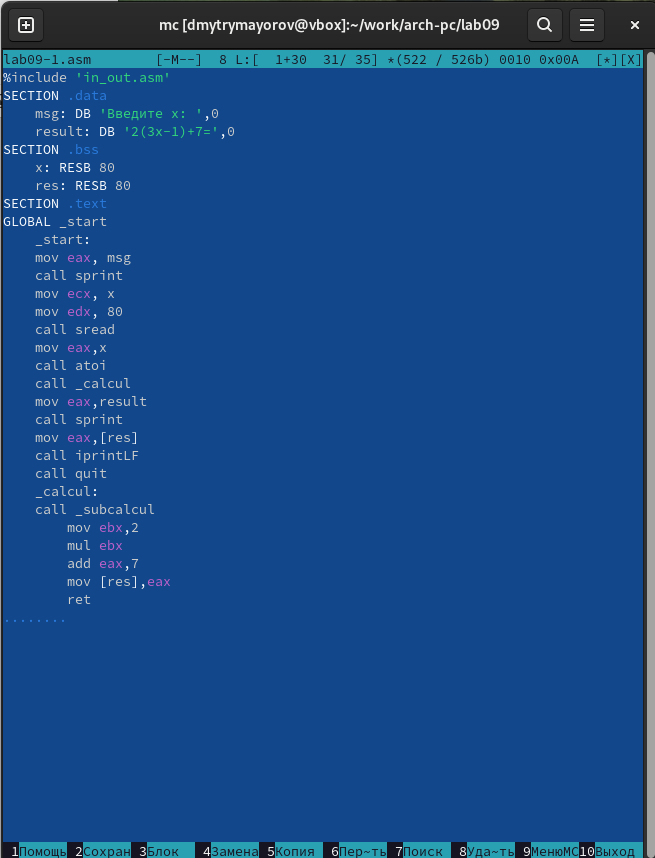 mc [dmytrymayorov@vbox]:~/work/arch-pc/lab09
lab09-1.asm [-M--] 8 L:[ 1+30 31/ 35] *(522 / 526b) 0010 0x00A [*][X]
%include 'in_out.asm'
SECTION .data
msg: DB 'Введите x: ',0
result: DB '2(3x-1)+7=',0
SECTION .bss
x: RESB 80
res: RESB 80
SECTION .text
GLOBAL _start
_start:
mov eax, msg
call sprint
mov ecx, x
mov edx, 80
call sread
mov eax,x
call atoi
call _calcul
mov eax,result
call sprint
mov eax,[res]
call iprintLF
call quit
_calcul:
call _subcalcul
mov ebx,2
mul ebx
add eax,7
mov [res],eax
ret
........
1Помощь 2Сохран 3Блок 4Замена 5Копия 6Пер~ть 7Поиск 8Уда~ть 9МенюMC 10Выход